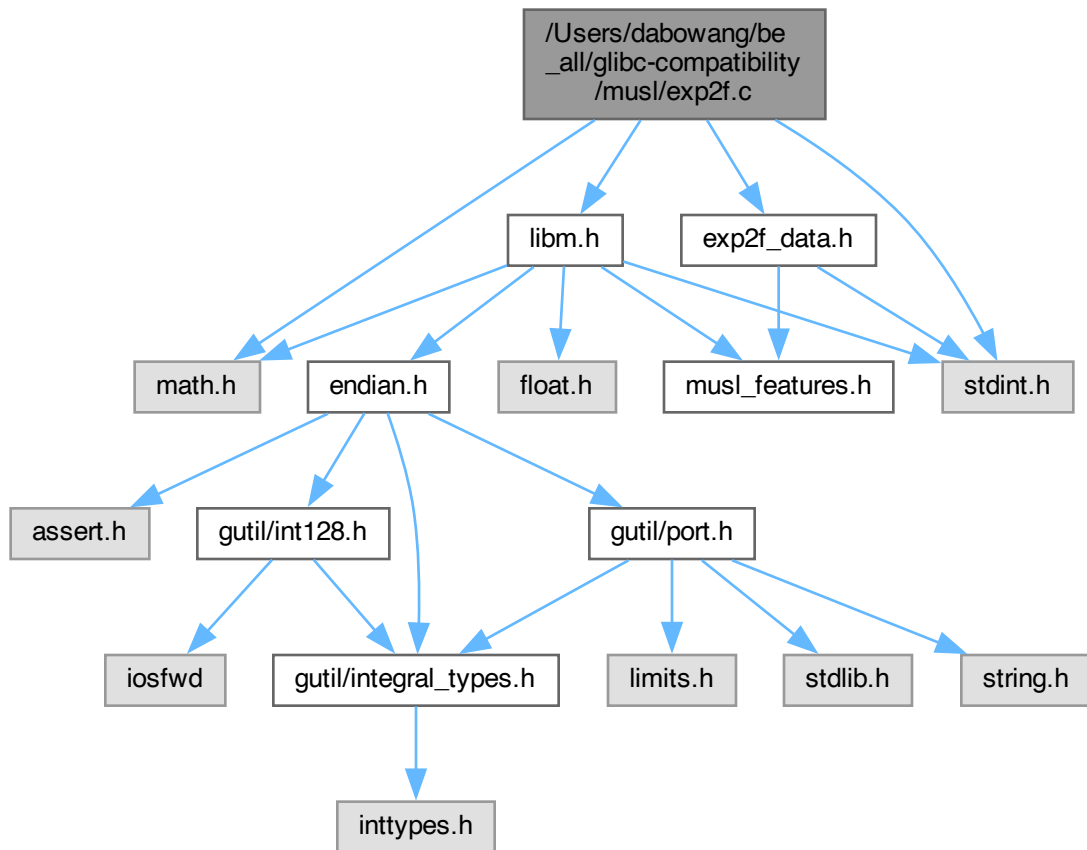 /Users/dabowang/be
_all/glibc-compatibility
/musl/exp2f.c
libm.h
exp2f_data.h
math.h
endian.h
float.h
musl_features.h
stdint.h
assert.h
gutil/int128.h
gutil/port.h
iosfwd
gutil/integral_types.h
limits.h
stdlib.h
string.h
inttypes.h